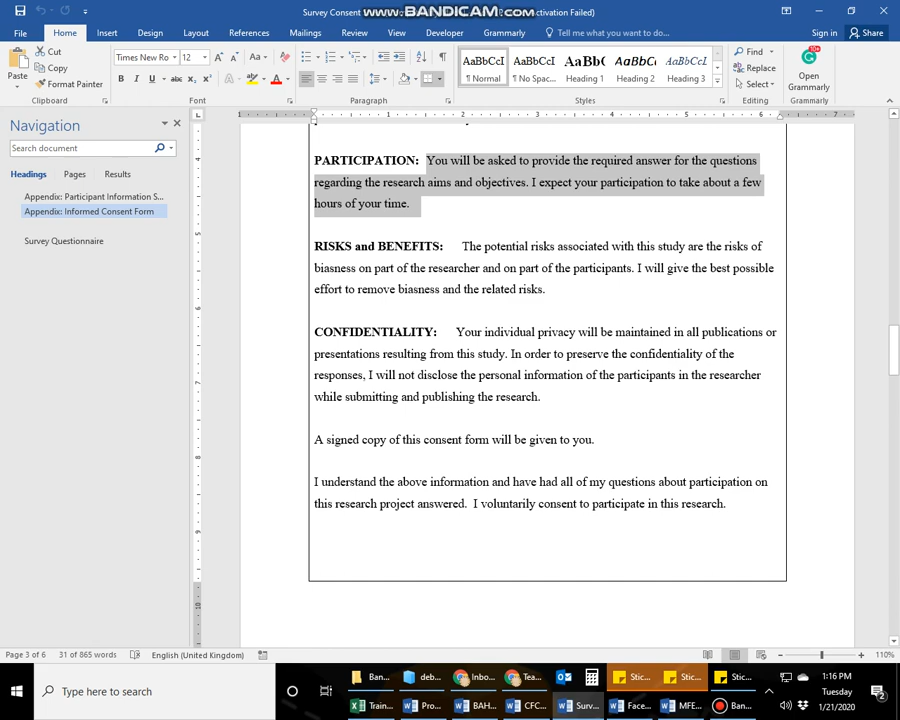 Survey Consent
www.BANDICAM.com
ctivation Failed)
File
Home
Insert
Design
Layout
References
Mailings
Review
View
Developer
Grammarly
Tell me what you want to do...
Sign in
Share
Paste
Cut
Copy
Format Painter
Clipboard
Times New Ro
12
Font
Paragraph
AaBbCcI
¶ Normal
AaBbCcL
¶ No Spac...
AaBb(
Heading 1
AaBbCc
Heading 2
AaBbCcL
Heading 3
Styles
Find
Replace
Select
Editing
Open
Grammarly
Grammarly
Navigation
Search document
Headings
Pages
Results
Appendix: Participant Information S...
Appendix: Informed Consent Form
Survey Questionnaire
PARTICIPATION: You will be asked to provide the required answer for the questions
regarding the research aims and objectives. I expect your participation to take about a few
hours of your time.
RISKS and BENEFITS: The potential risks associated with this study are the risks of
biasness on part of the researcher and on part of the participants. I will give the best possible
effort to remove biasness and the related risks.
CONFIDENTIALITY: Your individual privacy will be maintained in all publications or
presentations resulting from this study. In order to preserve the confidentiality of the
responses, I will not disclose the personal information of the participants in the researcher
while submitting and publishing the research.
A signed copy of this consent form will be given to you.
I understand the above information and have had all of my questions about participation on
this research project answered. I voluntarily consent to participate in this research.
Page 3 of 6
31 of 865 words
English (United Kingdom)
110%
Type here to search
Ban...
deb...
Inbo...
Tea...
Stic...
Stic...
Stic...
Train...
Pro...
BAH...
CFC...
Surv...
Face...
MFE...
Ban...
1:16 PM
Tuesday
1/21/2020
2